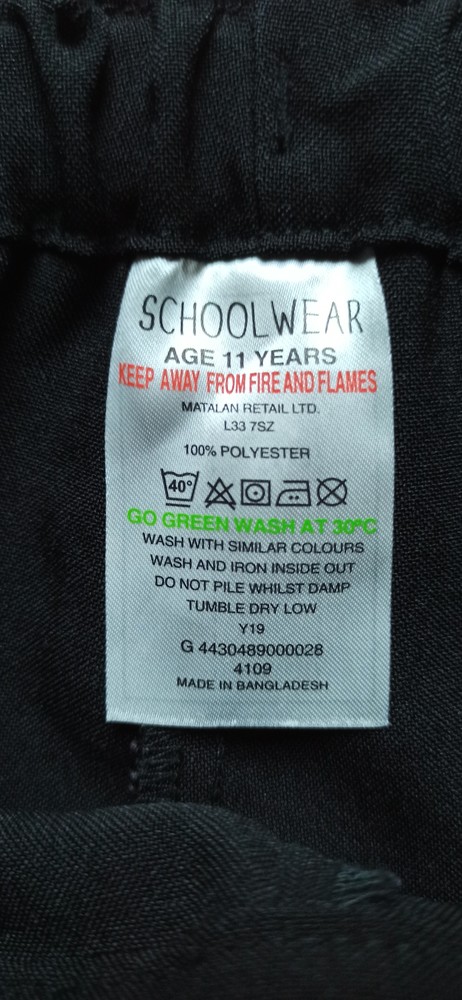 SCHOOLWEAR
AGE 11 YEARS
KEEP AWAY FROM FIRE AND FLAMES
MATALAN RETAIL LTD.
L33 7SZ
100% POLYESTER
40°
GO GREEN WASH AT 30°C
WASH WITH SIMILAR COLOURS
WASH AND IRON INSIDE OUT
DO NOT PILE WHILST DAMP
TUMBLE DRY LOW
Y19
G 4430489000028
4109
MADE IN BANGLADESH